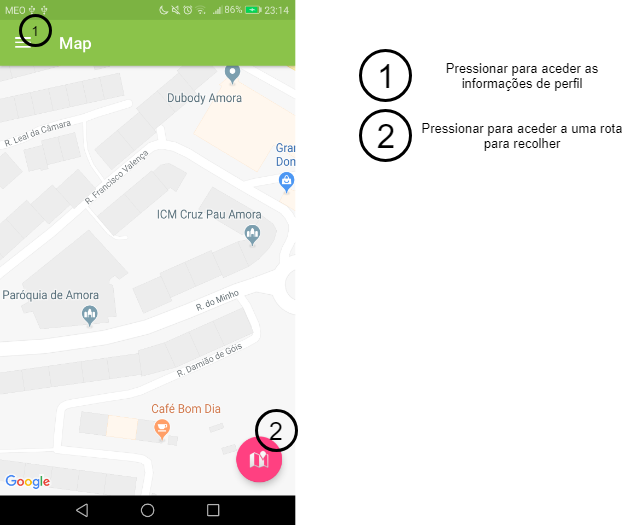 MEO 86% 23:14
1
Map
Dubody Amora
R. Leal da Câmara
Gran
Don
R. Francisco Valença
ICM Cruz Pau Amora
Paróquia de Amora
R. do Minho
R. Damião de Góis
Café Bom Dia
2
Google
1 Pressionar para aceder as
informações de perfil
2 Pressionar para aceder a uma rota
para recolher